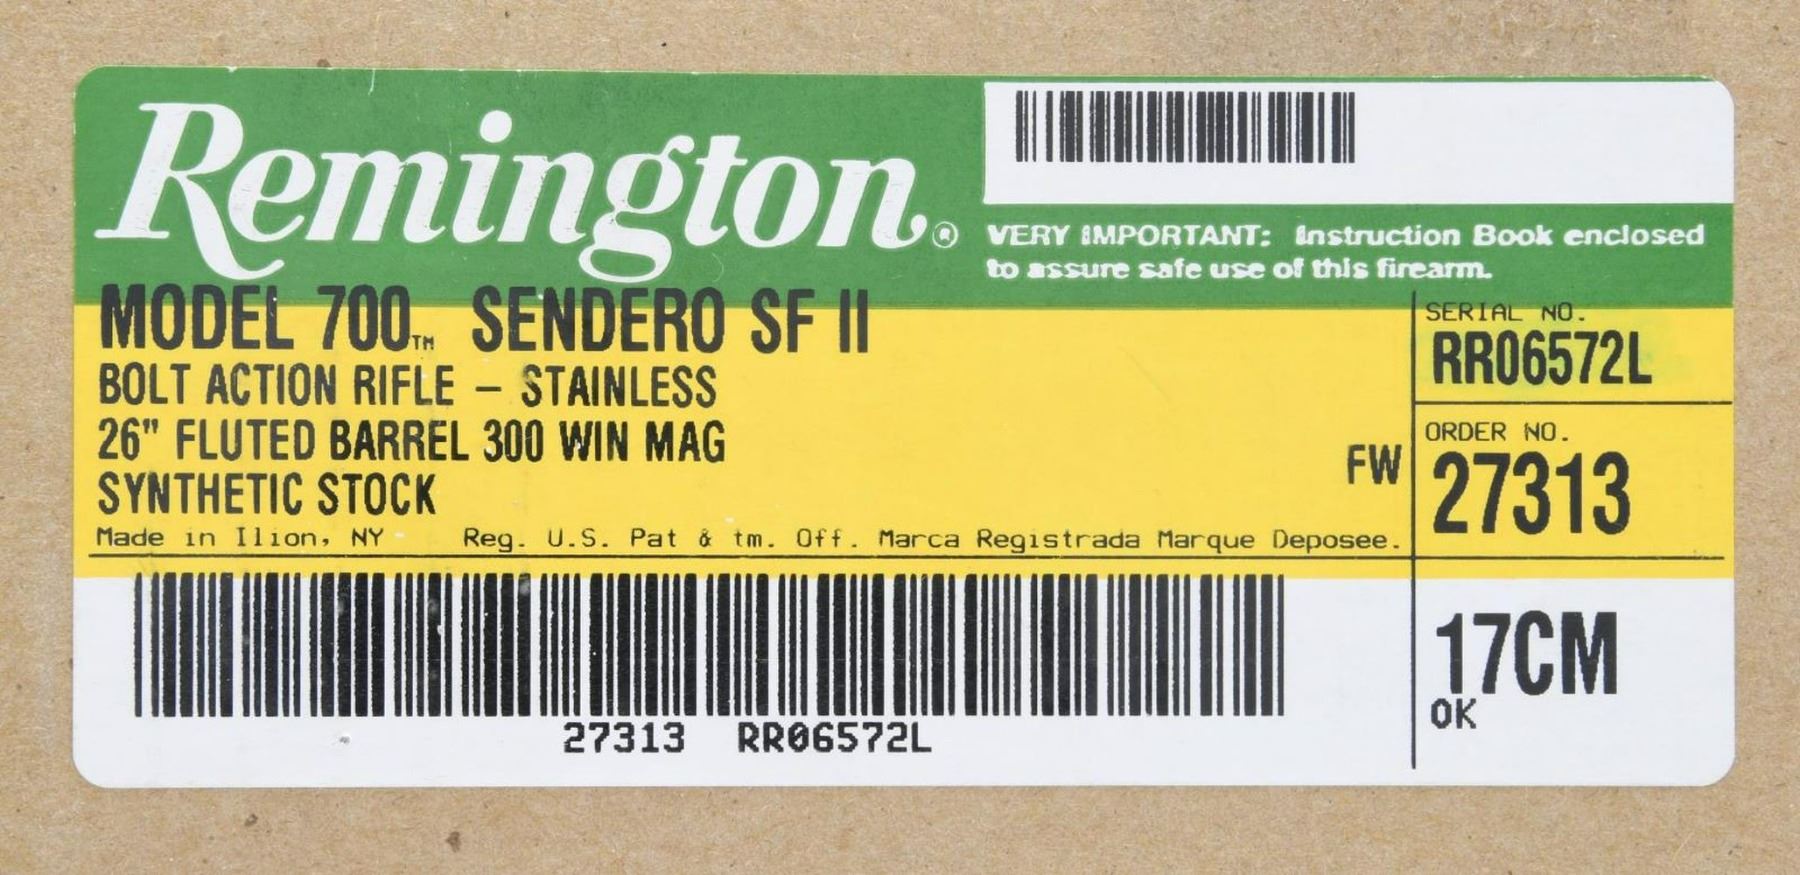 Remington®
VERY IMPORTANT: Instruction Book enclosed
to assure safe use of this firearm.
MODEL 700™ SENDERO SF II
BOLT ACTION RIFLE – STAINLESS
26" FLUTED BARREL 300 WIN MAG
SYNTHETIC STOCK
Made in Ilion, NY Reg. U.S. Pat & tm. Off. Marca Registrada Marque Deposee.
FW
SERIAL NO.
RR06572L
ORDER NO.
27313
17CM
OK
27313 RR06572L